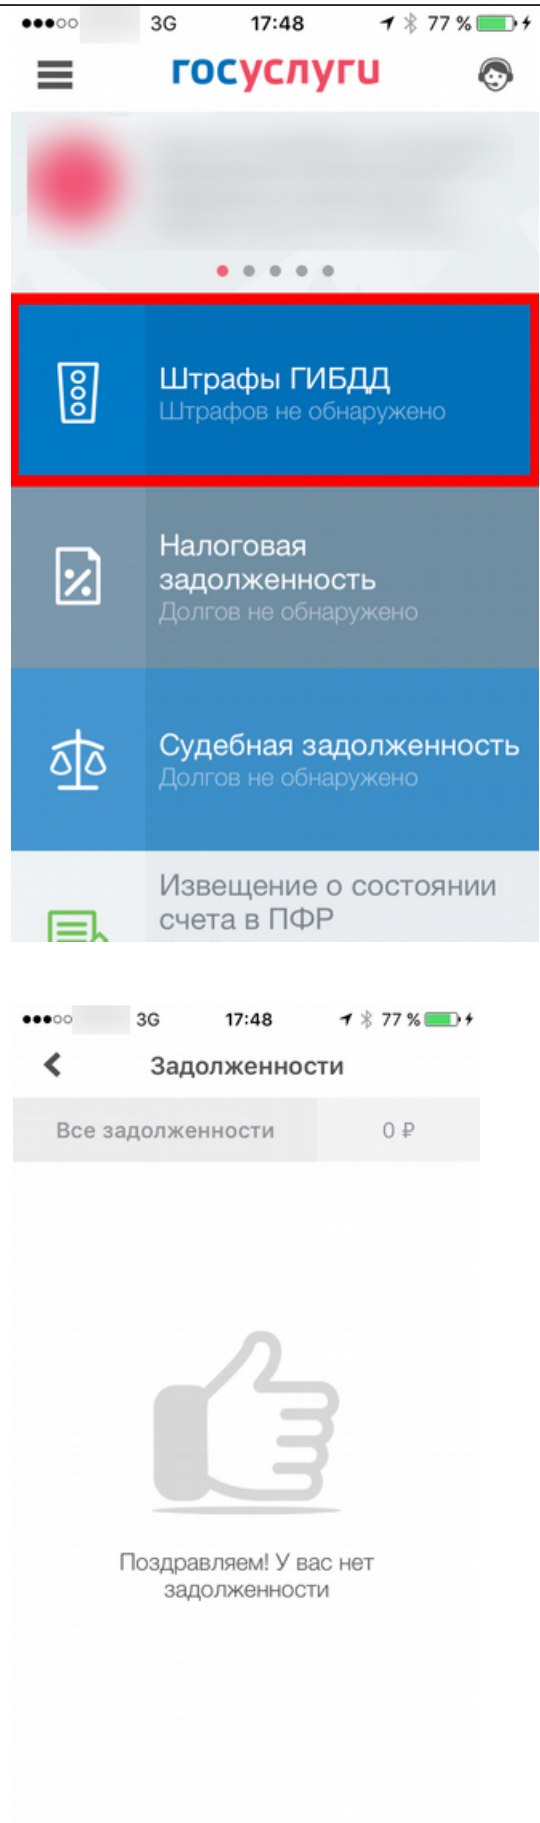 3G 17:48 77 %
госуслуги
Штрафы ГИБДД
Штрафов не обнаружено
Налоговая
задолженность
Долгов не обнаружено
Судебная задолженность
Долгов не обнаружено
Извещение о состоянии
счета в ПФР
3G 17:48 77 %
Задолженности
Все задолженности 0 ₽
Поздравляем! У вас нет
задолженности